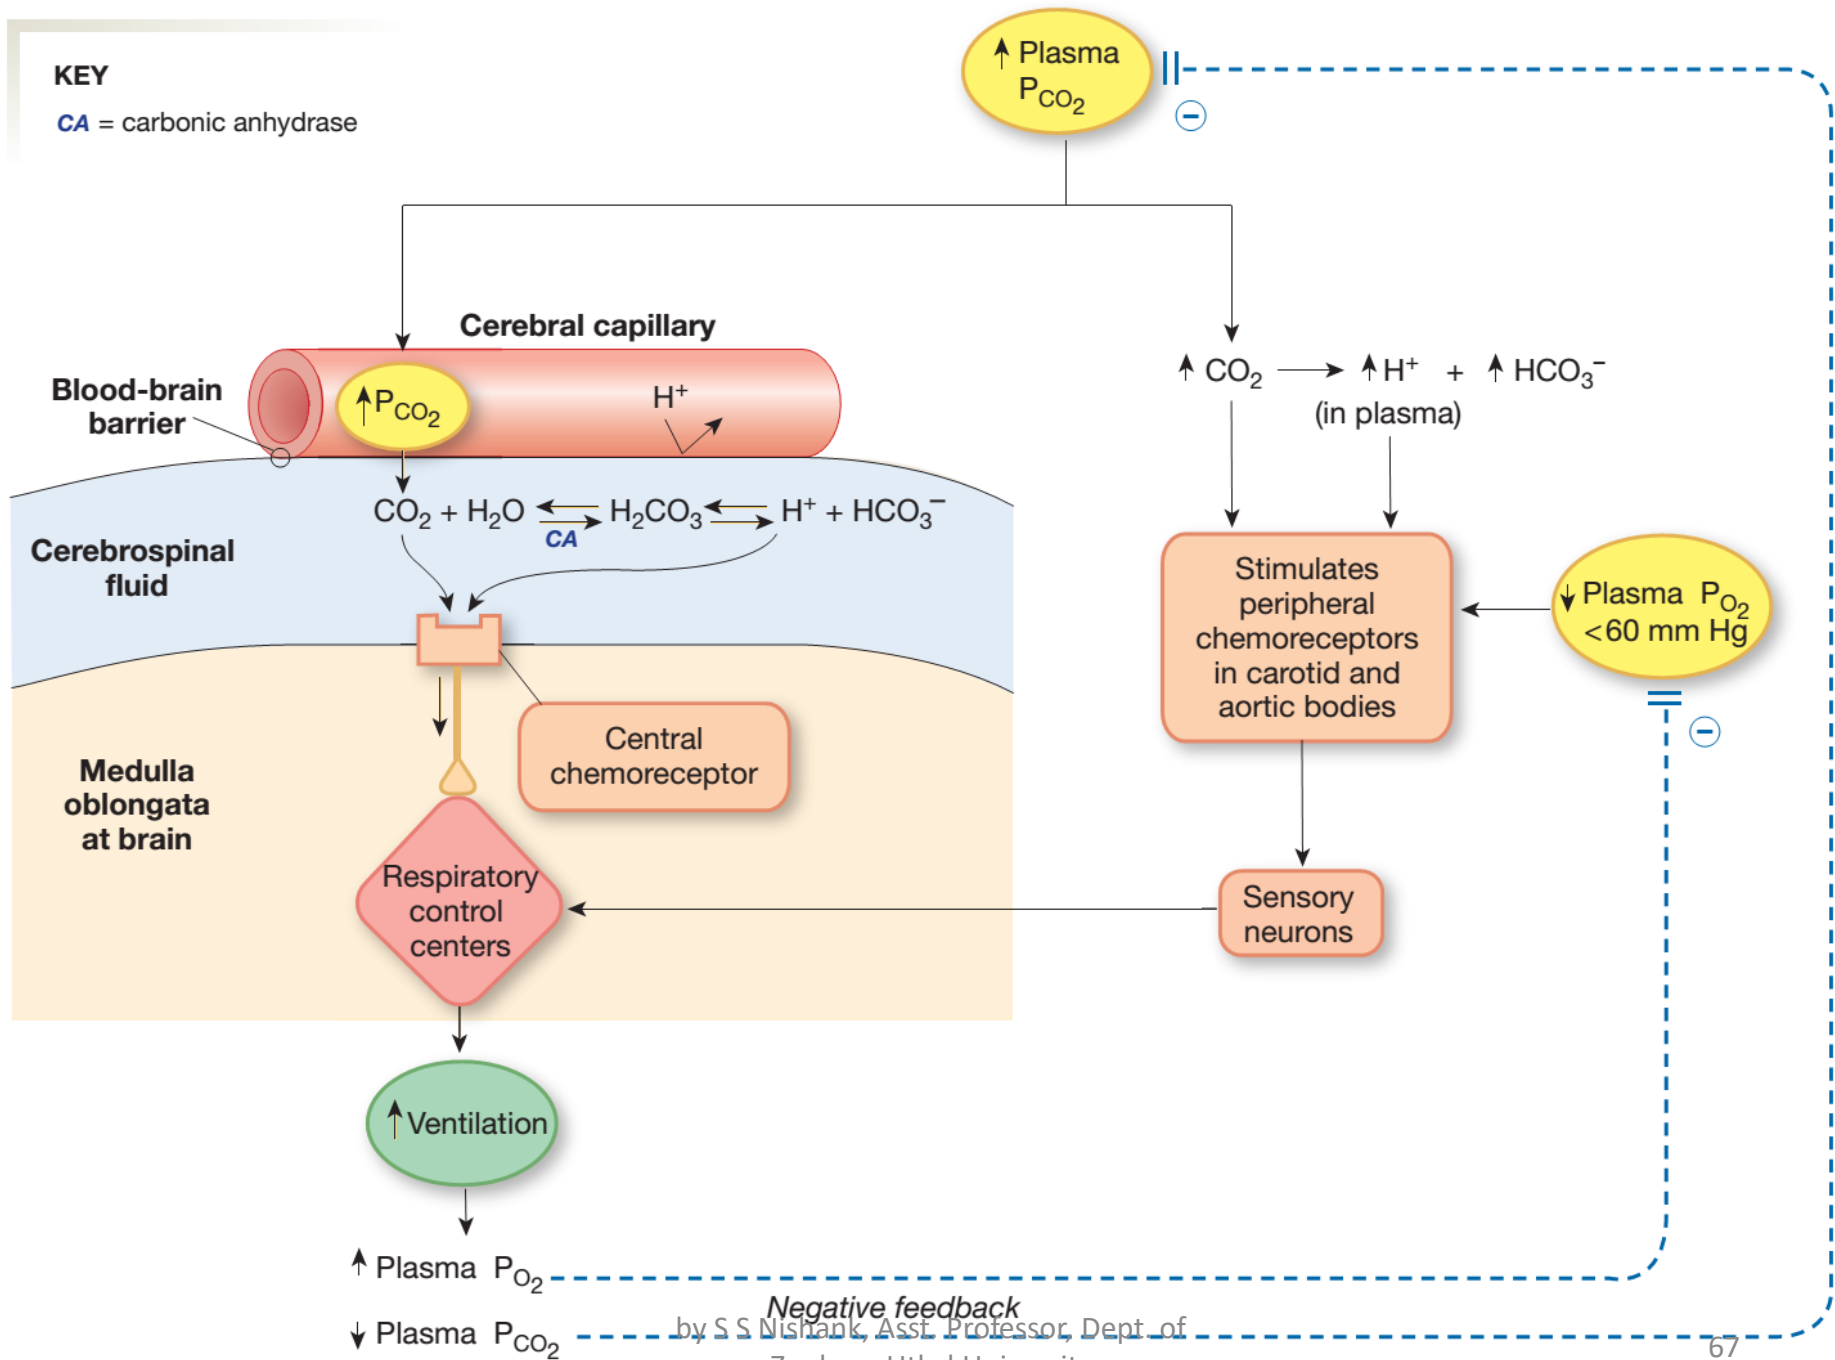 KEY
CA = carbonic anhydrase
↑ Plasma
PCO₂
−
Cerebral capillary
Blood-brain
barrier
↑PCO₂
H⁺
CO₂ + H₂O ⇄ H₂CO₃ ⇄ H⁺ + HCO₃⁻
CA
Cerebrospinal
fluid
Central
chemoreceptor
Medulla
oblongata
at brain
Respiratory
control
centers
↑ CO₂ → ↑ H⁺ + ↑ HCO₃⁻
(in plasma)
Stimulates
peripheral
chemoreceptors
in carotid and
aortic bodies
↓ Plasma PO₂
<60 mm Hg
−
Sensory
neurons
↑ Ventilation
↑ Plasma PO₂
Negative feedback
↓ Plasma PCO₂
by S S Nishank, Asst. Professor, Dept. of
67